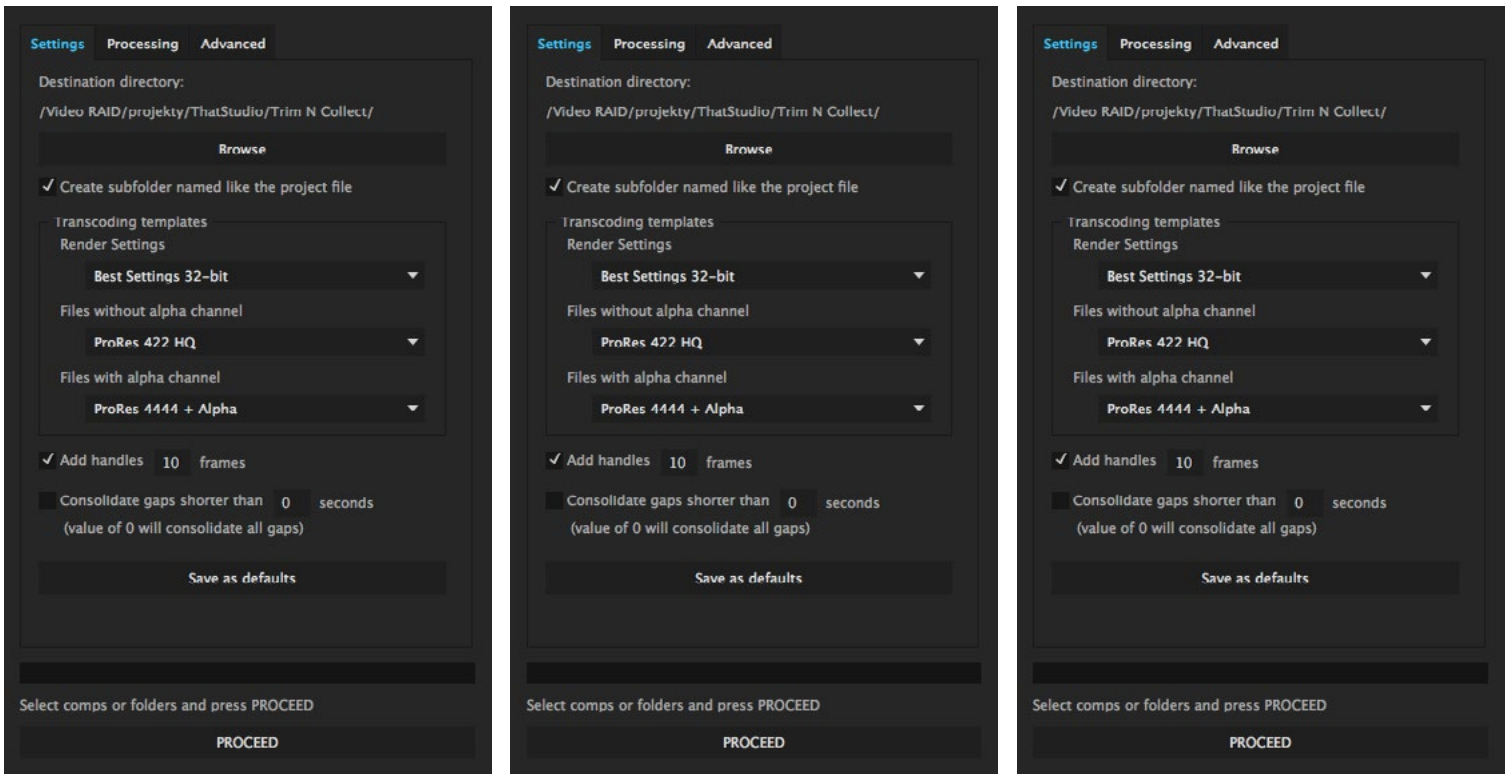 Settings Processing Advanced
Destination directory:
/Video RAID/projekty/ThatStudio/Trim N Collect/
Browse
Create subfolder named like the project file
Transcoding templates
Render Settings
Best Settings 32-bit
Files without alpha channel
ProRes 422 HQ
Files with alpha channel
ProRes 4444 + Alpha
Add handles 10 frames
Consolidate gaps shorter than 0 seconds
(value of 0 will consolidate all gaps)
Save as defaults
Select comps or folders and press PROCEED
PROCEED
Settings Processing Advanced
Destination directory:
/Video RAID/projekty/ThatStudio/Trim N Collect/
Browse
Create subfolder named like the project file
Transcoding templates
Render Settings
Best Settings 32-bit
Files without alpha channel
ProRes 422 HQ
Files with alpha channel
ProRes 4444 + Alpha
Add handles 10 frames
Consolidate gaps shorter than 0 seconds
(value of 0 will consolidate all gaps)
Save as defaults
Select comps or folders and press PROCEED
PROCEED
Settings Processing Advanced
Destination directory:
/Video RAID/projekty/ThatStudio/Trim N Collect/
Browse
Create subfolder named like the project file
Transcoding templates
Render Settings
Best Settings 32-bit
Files without alpha channel
ProRes 422 HQ
Files with alpha channel
ProRes 4444 + Alpha
Add handles 10 frames
Consolidate gaps shorter than 0 seconds
(value of 0 will consolidate all gaps)
Save as defaults
Select comps or folders and press PROCEED
PROCEED